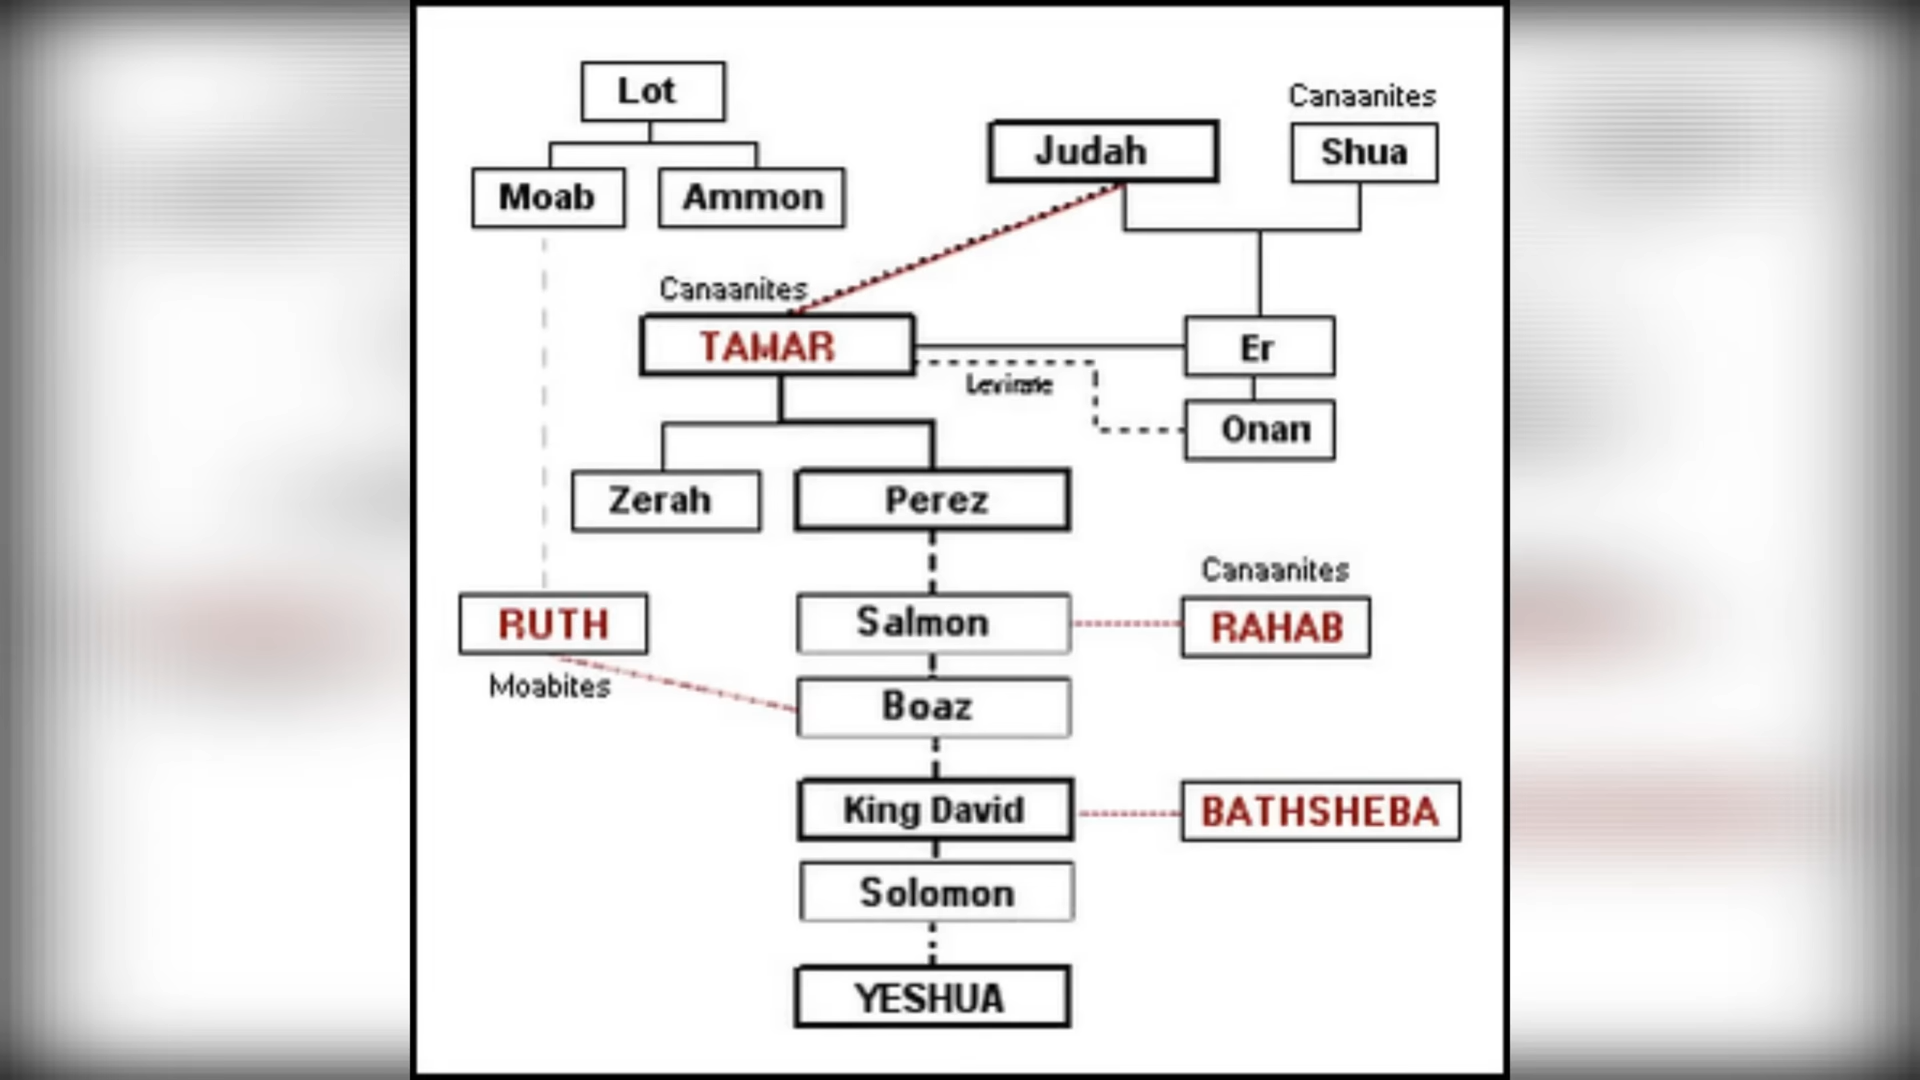 Lot
Canaanites
Judah
Shua
Moab
Ammon
Canaanites
TAMAR
Er
Levirate
Onan
Zerah
Perez
Canaanites
RUTH
Salmon
RAHAB
Moabites
Boaz
King David
BATHSHEBA
Solomon
YESHUA